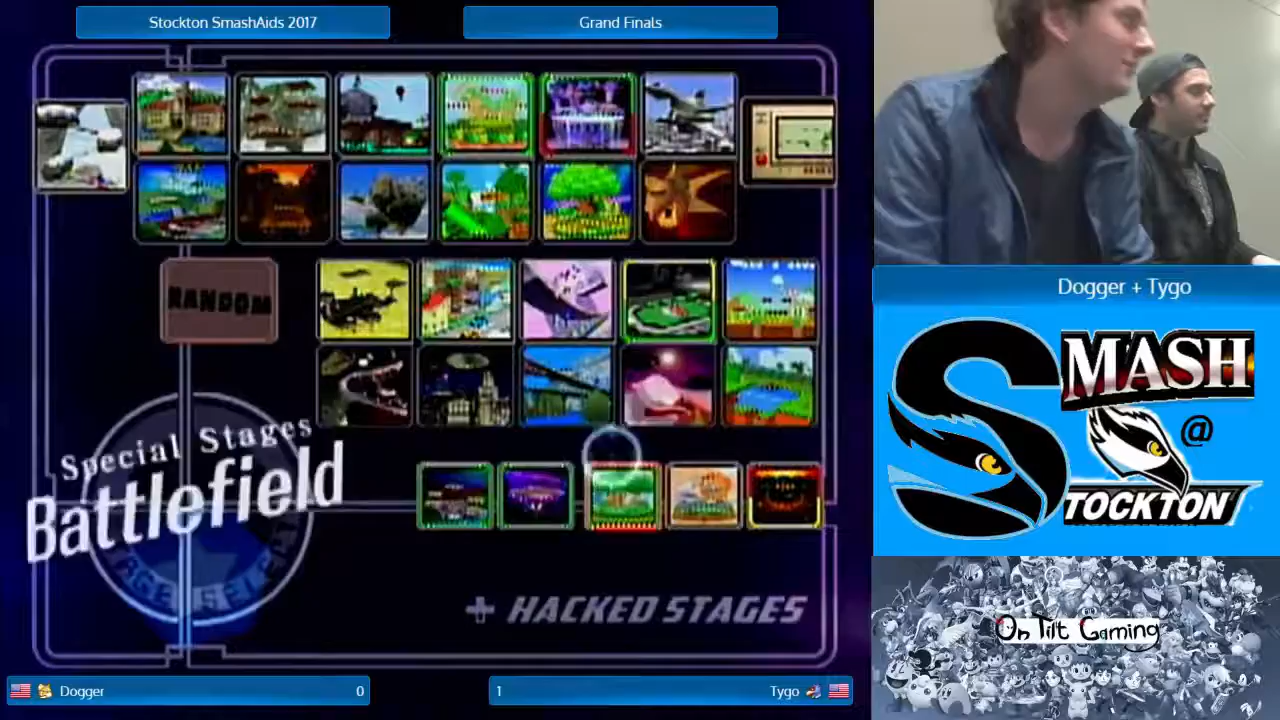 Stockton SmashAids 2017
Grand Finals
RANDOM
Special Stages
Battlefield
+ HACKED STAGES
Dogger + Tygo
SMASH
@
STOCKTON
On Tilt Gaming
Dogger 0
1 Tygo